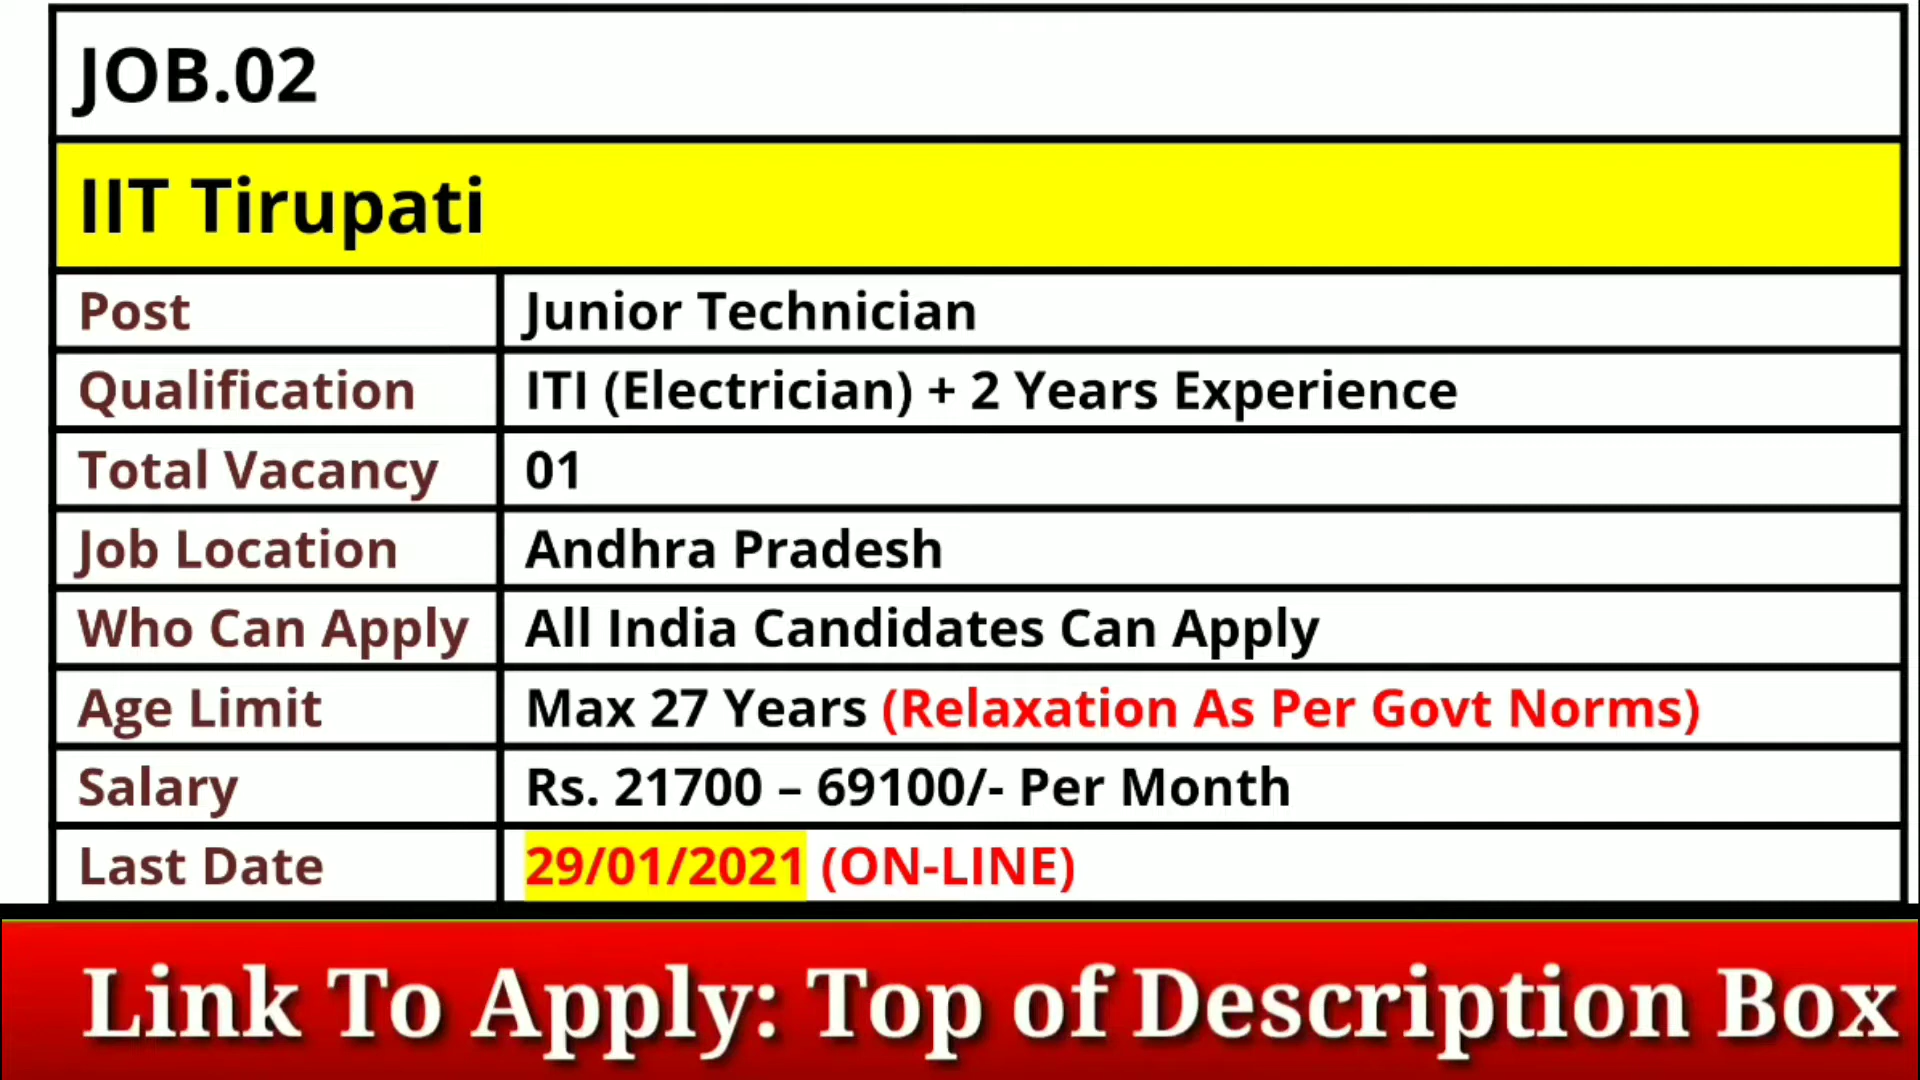 JOB.02
IIT Tirupati
Post Junior Technician
Qualification ITI (Electrician) + 2 Years Experience
Total Vacancy 01
Job Location Andhra Pradesh
Who Can Apply All India Candidates Can Apply
Age Limit Max 27 Years (Relaxation As Per Govt Norms)
Salary Rs. 21700 – 69100/- Per Month
Last Date 29/01/2021 (ON-LINE)
Link To Apply: Top of Description Box